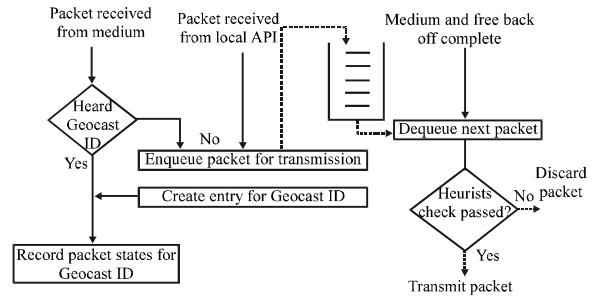 Packet received
from medium
Packet received
from local API
Medium and free back
off complete
Heard
Geocast
ID
No
Yes
Enqueue packet for transmission
Create entry for Geocast ID
Record packet states for
Geocast ID
Dequeue next packet
Heurists
check passed?
No
Discard
packet
Yes
Transmit packet